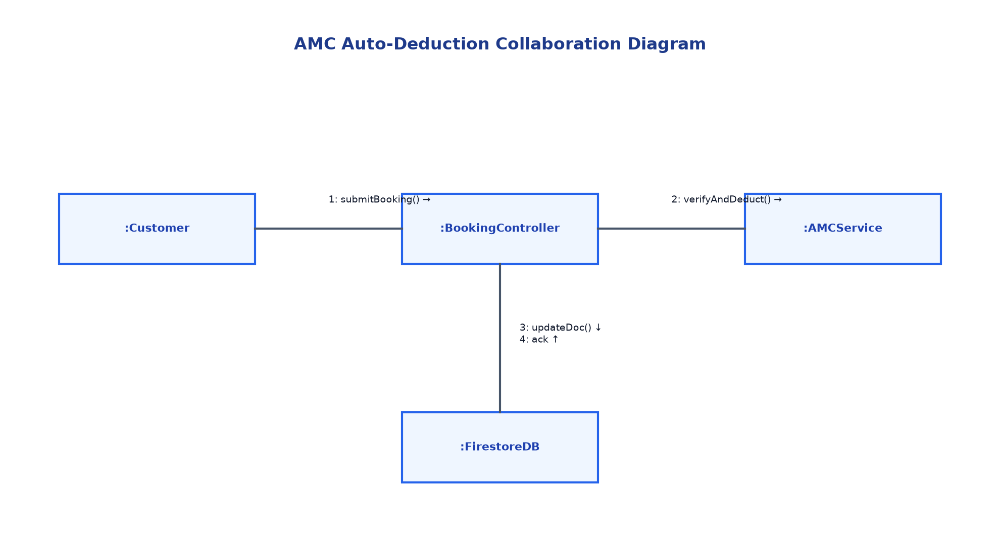 AMC Auto-Deduction Collaboration Diagram
1: submitBooking() →
2: verifyAndDeduct() →
:Customer
:BookingController
:AMCService
3: updateDoc() ↓
4: ack ↑
:FirestoreDB